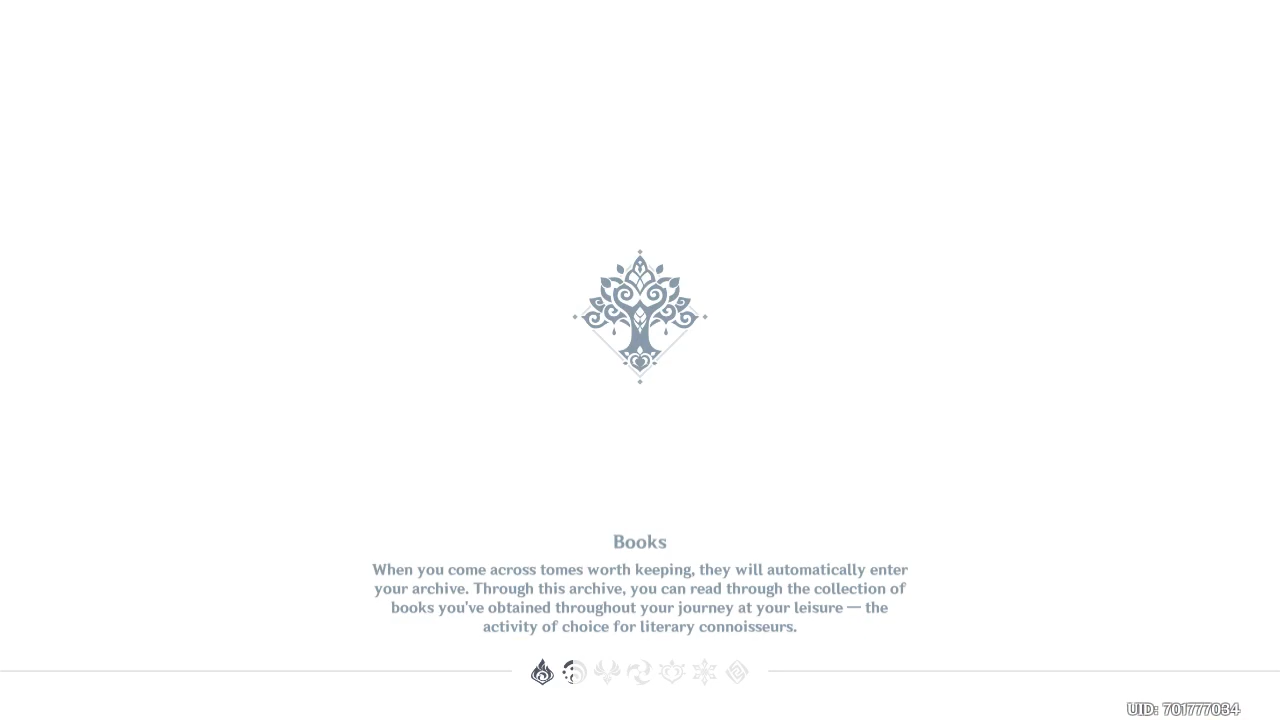 Books
When you come across tomes worth keeping, they will automatically enter
your archive. Through this archive, you can read through the collection of
books you've obtained throughout your journey at your leisure — the
activity of choice for literary connoisseurs.
UID: 701777034